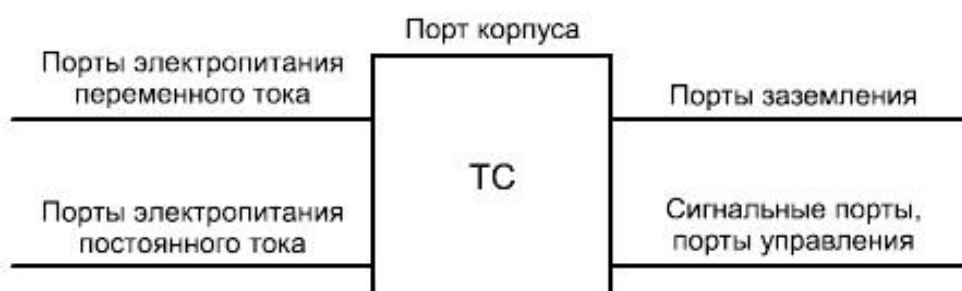 Порт корпуса
Порты электропитания
переменного тока
Порты заземления
ТС
Порты электропитания
постоянного тока
Сигнальные порты,
порты управления